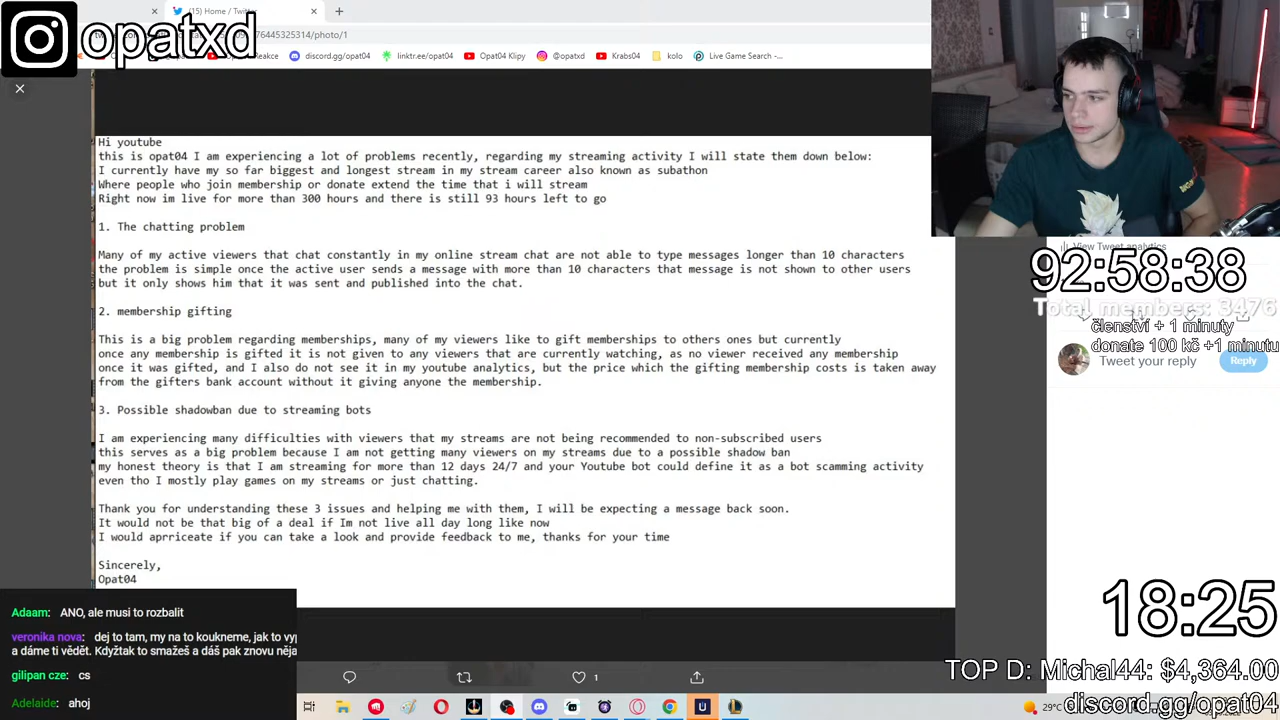 (15) Home / Twitter
opatxd
76445325314/photo/1
Reakce
discord.gg/opat04
linktr.ee/opat04
Opat04 Klipy
@opatxd
Krabs04
kolo
Live Game Search -...
Hi youtube
this is opat04 I am experiencing a lot of problems recently, regarding my streaming activity I will state them down below:
I currently have my so far biggest and longest stream in my stream career also known as subathon
Where people who join membership or donate extend the time that i will stream
Right now im live for more than 300 hours and there is still 93 hours left to go
1. The chatting problem
Many of my active viewers that chat constantly in my online stream chat are not able to type messages longer than 10 characters
the problem is simple once the active user sends a message with more than 10 characters that message is not shown to other users
but it only shows him that it was sent and published into the chat.
2. membership gifting
This is a big problem regarding memberships, many of my viewers like to gift memberships to others ones but currently
once any membership is gifted it is not given to any viewers that are currently watching, as no viewer received any membership
once it was gifted, and I also do not see it in my youtube analytics, but the price which the gifting membership costs is taken away
from the gifters bank account without it giving anyone the membership.
3. Possible shadowban due to streaming bots
I am experiencing many difficulties with viewers that my streams are not being recommended to non-subscribed users
this serves as a big problem because I am not getting many viewers on my streams due to a possible shadow ban
my honest theory is that I am streaming for more than 12 days 24/7 and your Youtube bot could define it as a bot scamming activity
even tho I mostly play games on my streams or just chatting.
Thank you for understanding these 3 issues and helping me with them, I will be expecting a message back soon.
It would not be that big of a deal if Im not live all day long like now
I would apriceate if you can take a look and provide feedback to me, thanks for your time
Sincerely,
Opat04
View Tweet analytics
92:58:38
Total members: 3476
členství + 1 minuty
donate 100 kč +1 minutu
Tweet your reply
Reply
Adaam: ANO, ale musi to rozbalit
veronika nova: dej to tam, my na to koukneme, jak to vyp
a dáme ti vědět. Kdyžtak to smažeš a dáš pak znovu něja
gilipan cze: cs
Adelaide: ahoj
1
18:25
TOP D: Michal44: $4,364.00
discord.gg/opat04
29°C